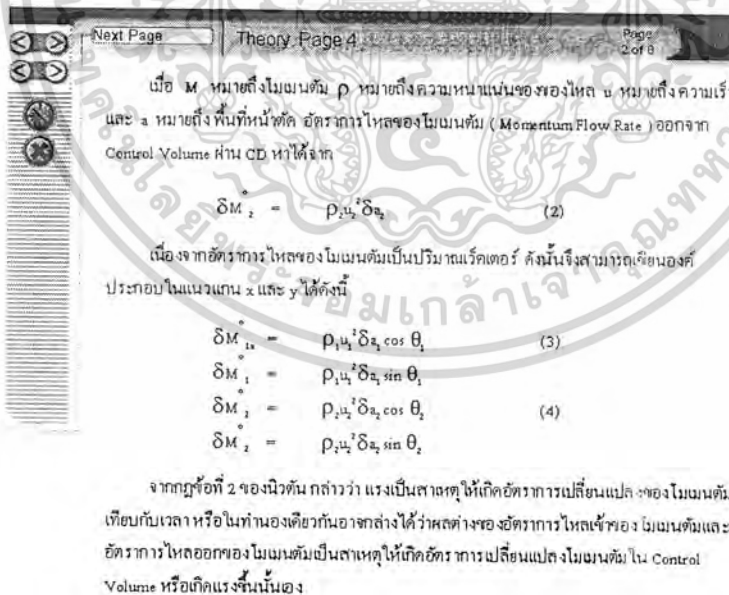 Next Page
Theory Page 4
Page
2 of 8
เมื่อ M หมายถึงโมเมนตัม ρ หมายถึงความหนาแน่นของของไหล u หมายถึงความเร็
และ a หมายถึงพื้นที่หน้าตัด อัตราการไหลของโมเมนตัม ( Momentum Flow Rate ) ออกจาก
Control Volume ผ่าน CD หาได้จาก
δM°₂ = ρ₂u₂²δa₂ (2)
เนื่องจากอัตราการไหลของโมเมนตัมเป็นปริมาณเว็คเตอร์ ดังนั้นจึงสามารถเขียนองค์
ประกอบในแนวแกน x และ y ได้ดังนี้
δM°₁ₓ = ρ₁u₁²δa₁ cos θ₁ (3)
δM°₁ = ρ₁u₁²δa₁ sin θ₁
δM°₂ = ρ₂u₂²δa₂ cos θ₂ (4)
δM°₂ = ρ₂u₂²δa₂ sin θ₂
จากกฎข้อที่ 2 ของนิวตัน กล่าวว่า แรงเป็นสาเหตุให้เกิดอัตราการเปลี่ยนแปลงของโมเมนตัม
เทียบกับเวลา หรือในทำนองเดียวกันอาจกล่าวได้ว่าผลต่างของอัตราการไหลเข้าของโมเมนตัมและ
อัตราการไหลออกของโมเมนตัมเป็นสาเหตุให้เกิดอัตราการเปลี่ยนแปลงโมเมนตัมใน Control
Volume หรือเกิดแรงขึ้นนั้นเอง